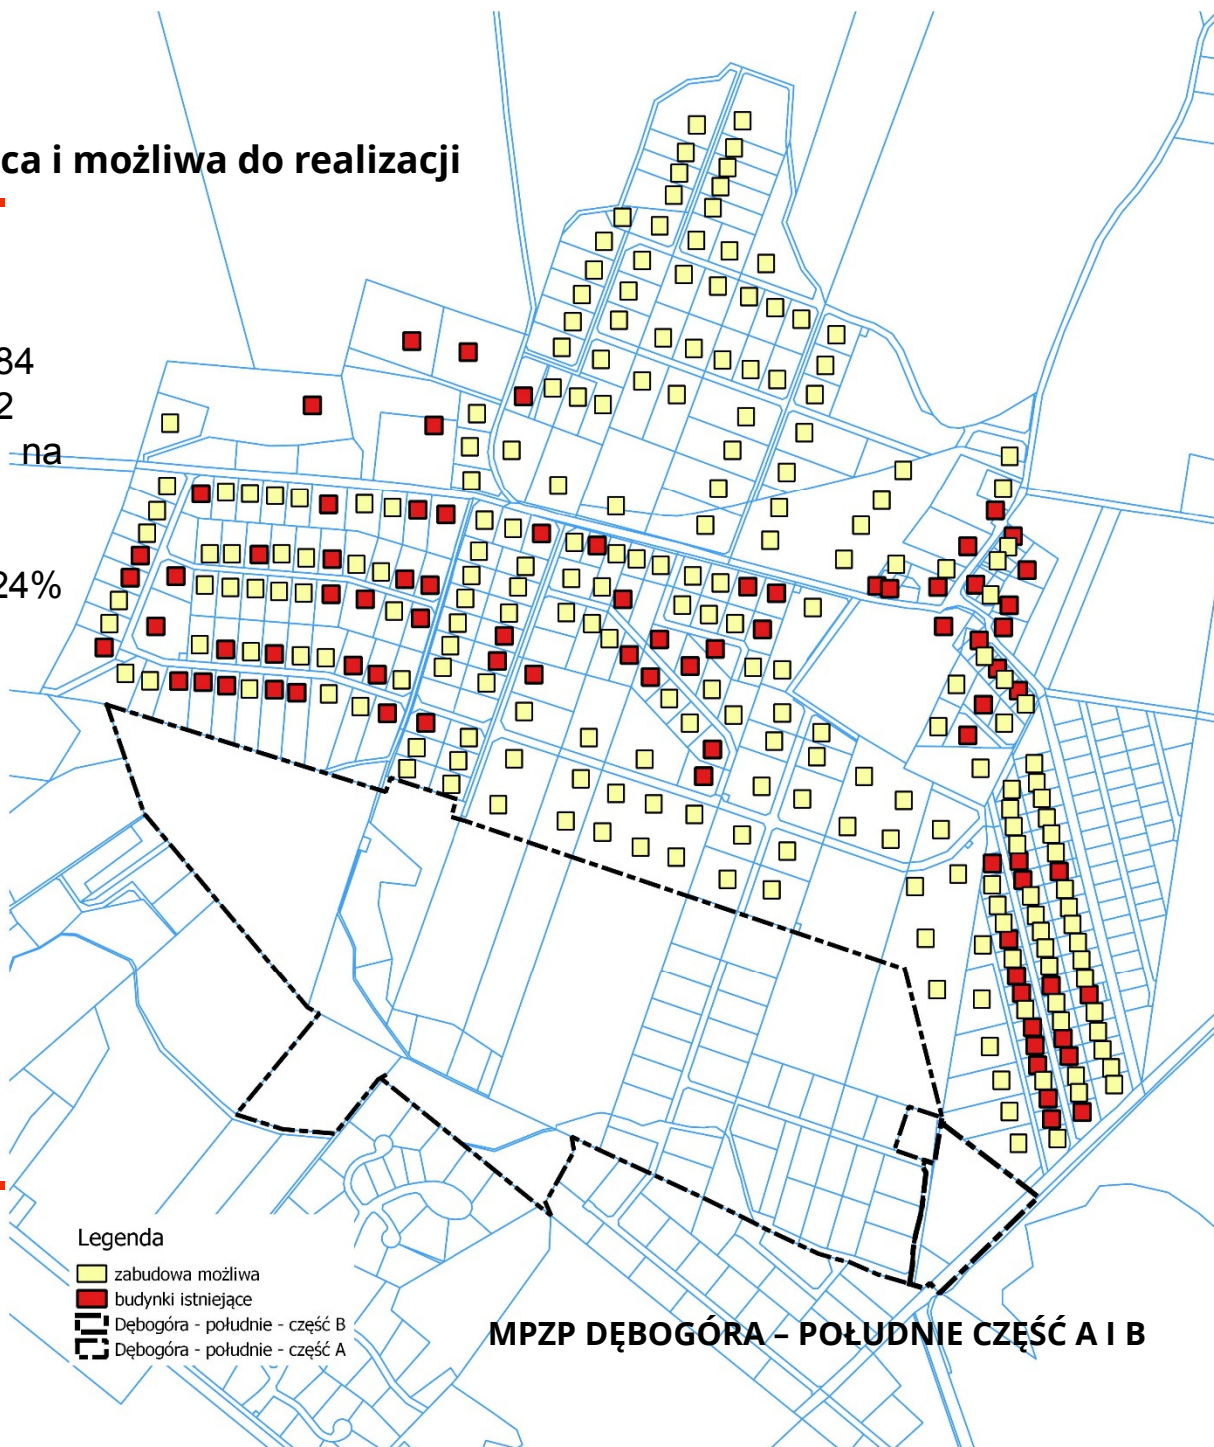 ca i możliwa do realizacji
84
2
na
24%
Legenda
zabudowa możliwa
budynki istniejące
Dębogóra - południe - część B
Dębogóra - południe - część A
MPZP DĘBOGÓRA – POŁUDNIE CZĘŚĆ A I B